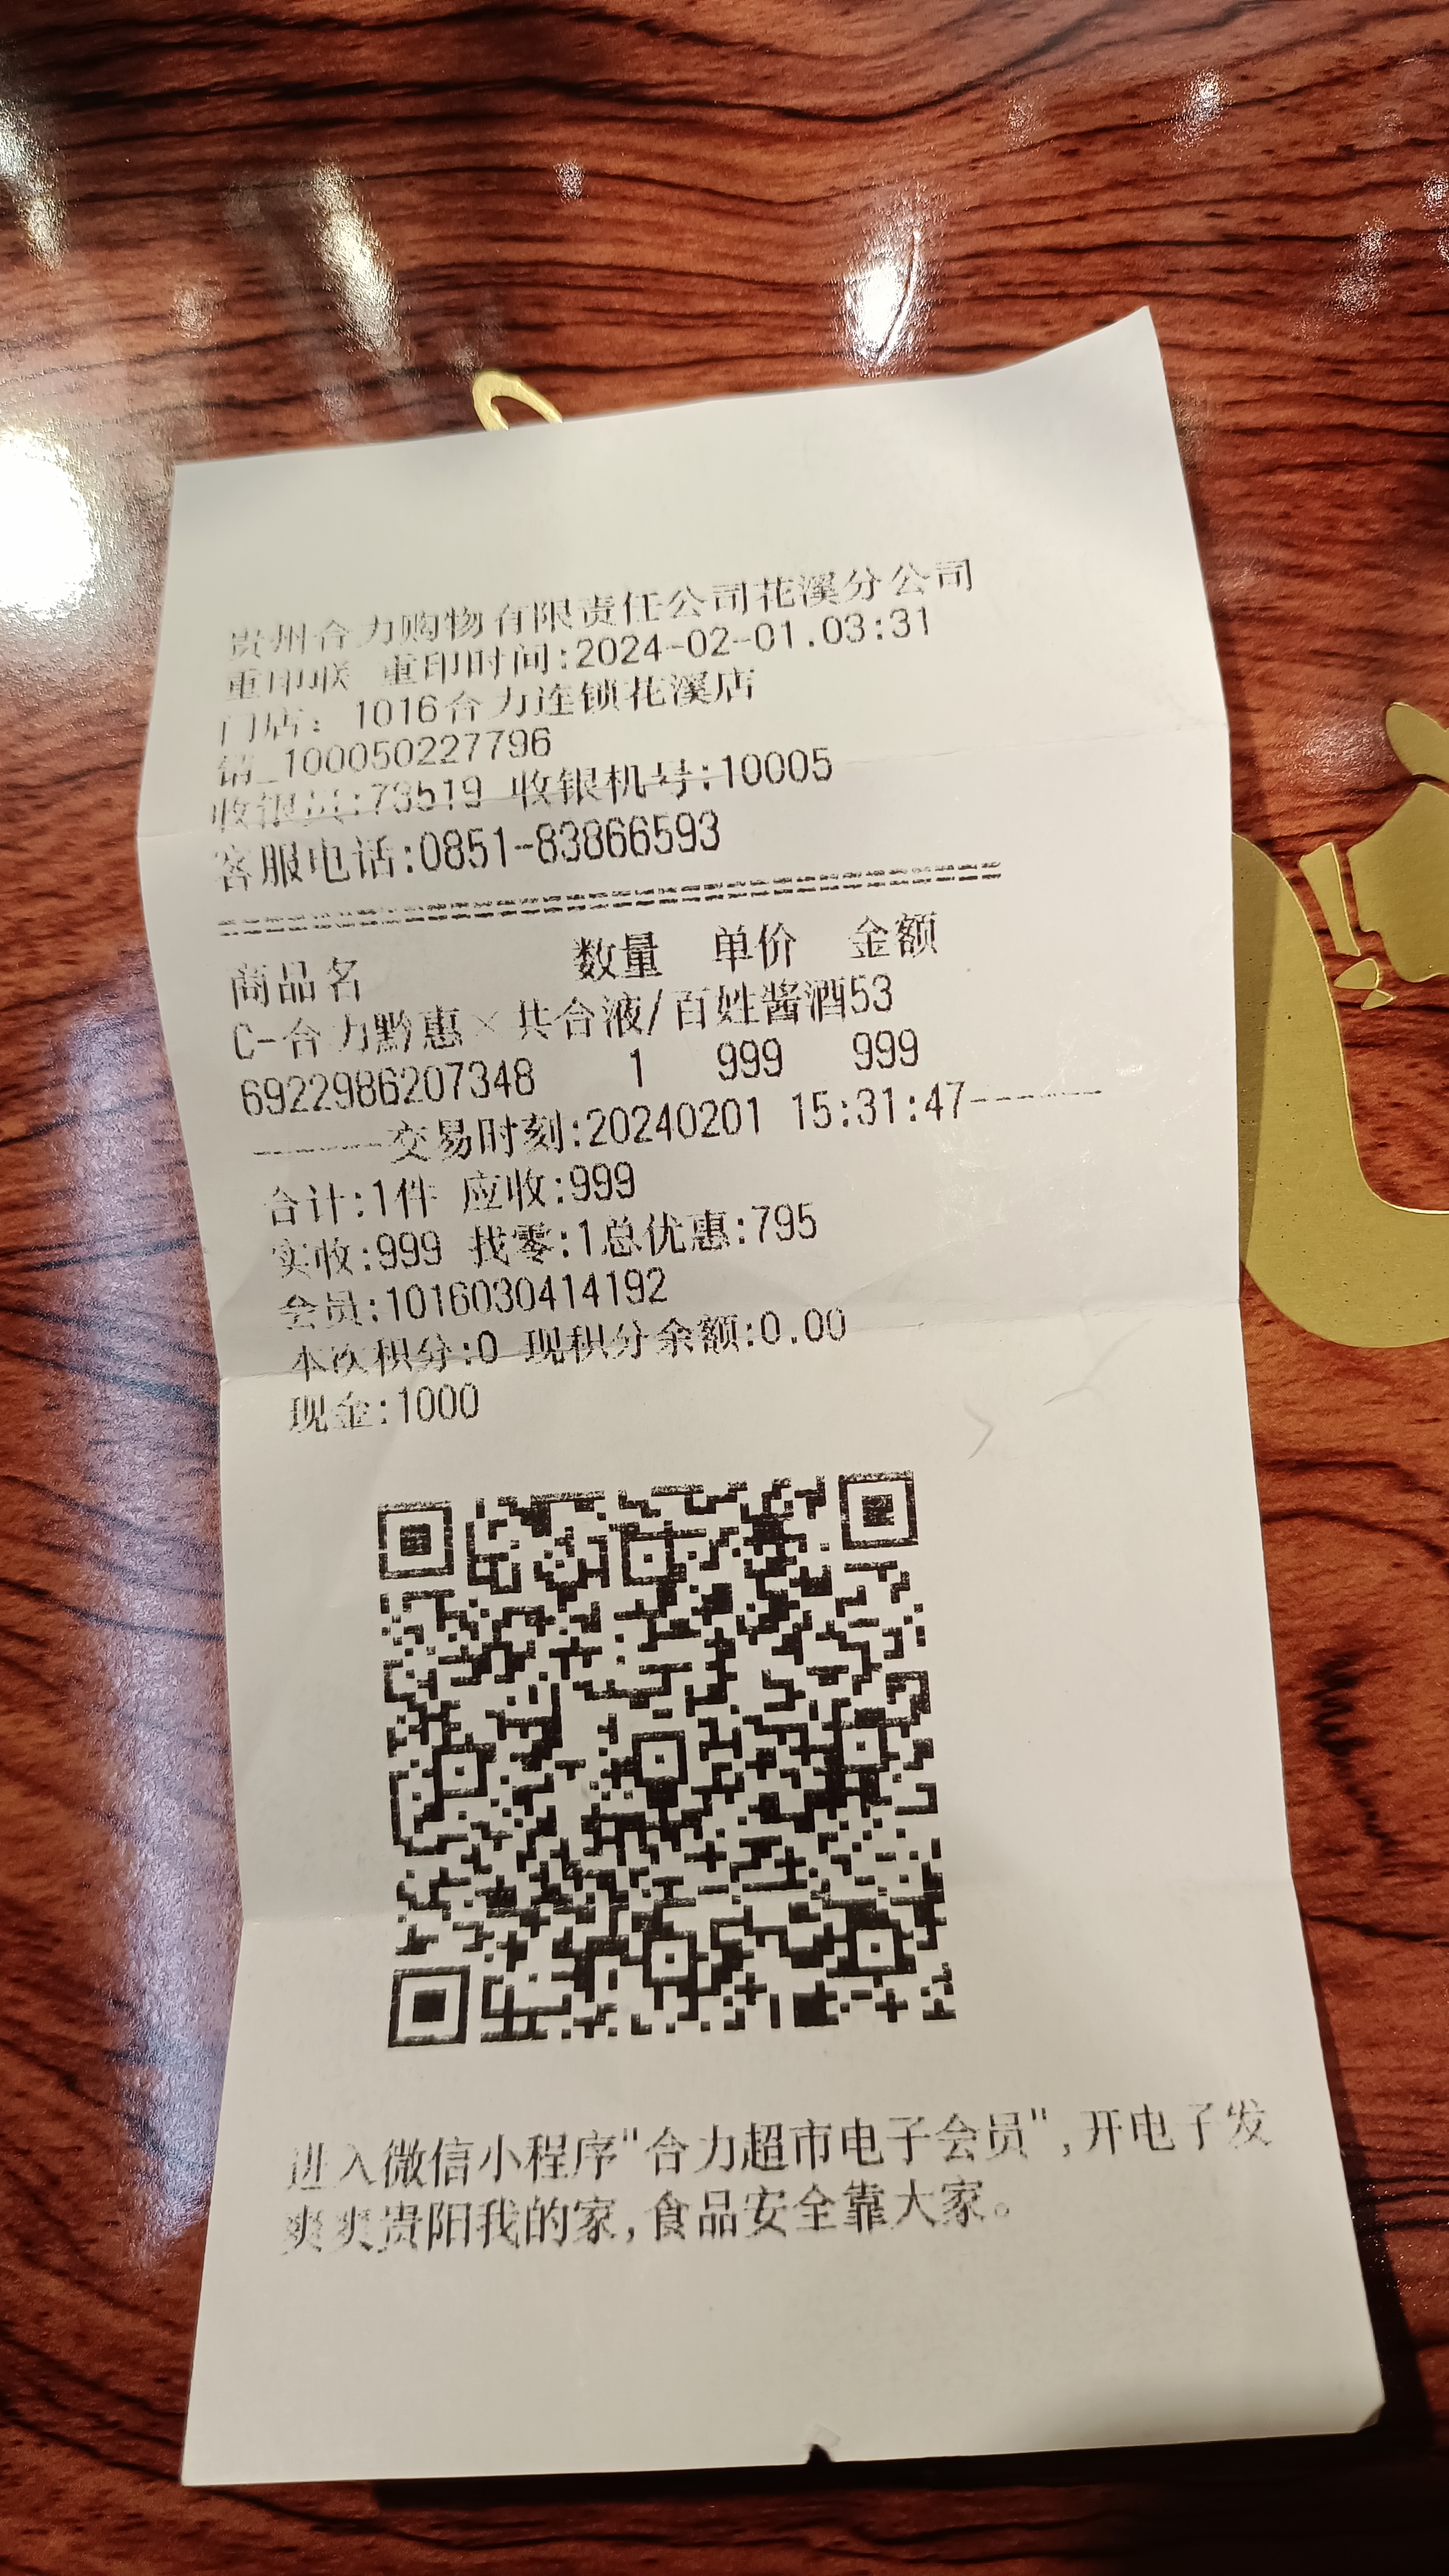 贵州合力购物有限责任公司花溪分公司
重印联 重印时间:2024-02-01.03:31
门店: 1016合力连锁花溪店
销_100050227796
收银员:73519 收银机号:10005
客服电话:0851-83866593
商品名 数量 单价 金额
C-合力黔惠×共合液/百姓酱酒53
6922986207348 1 999 999
-------交易时刻:20240201 15:31:47-------
合计:1件 应收:999
实收:999 找零:1总优惠:795
会员:1016030414192
本次积分:0 现积分余额:0.00
现金:1000
进入微信小程序"合力超市电子会员",开电子发
爽爽贵阳我的家,食品安全靠大家。